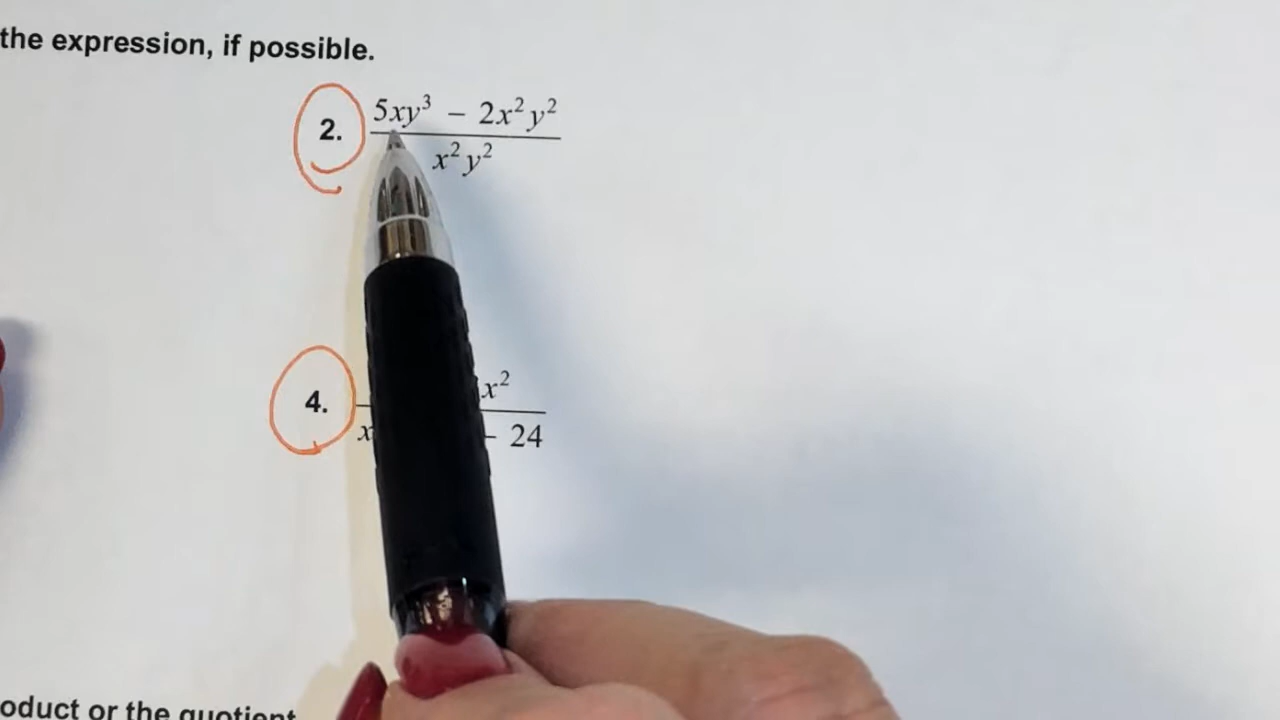 the expression, if possible.
2. 5xy³ − 2x²y²
x²y²
4. x²
x − 24
oduct or the quotient